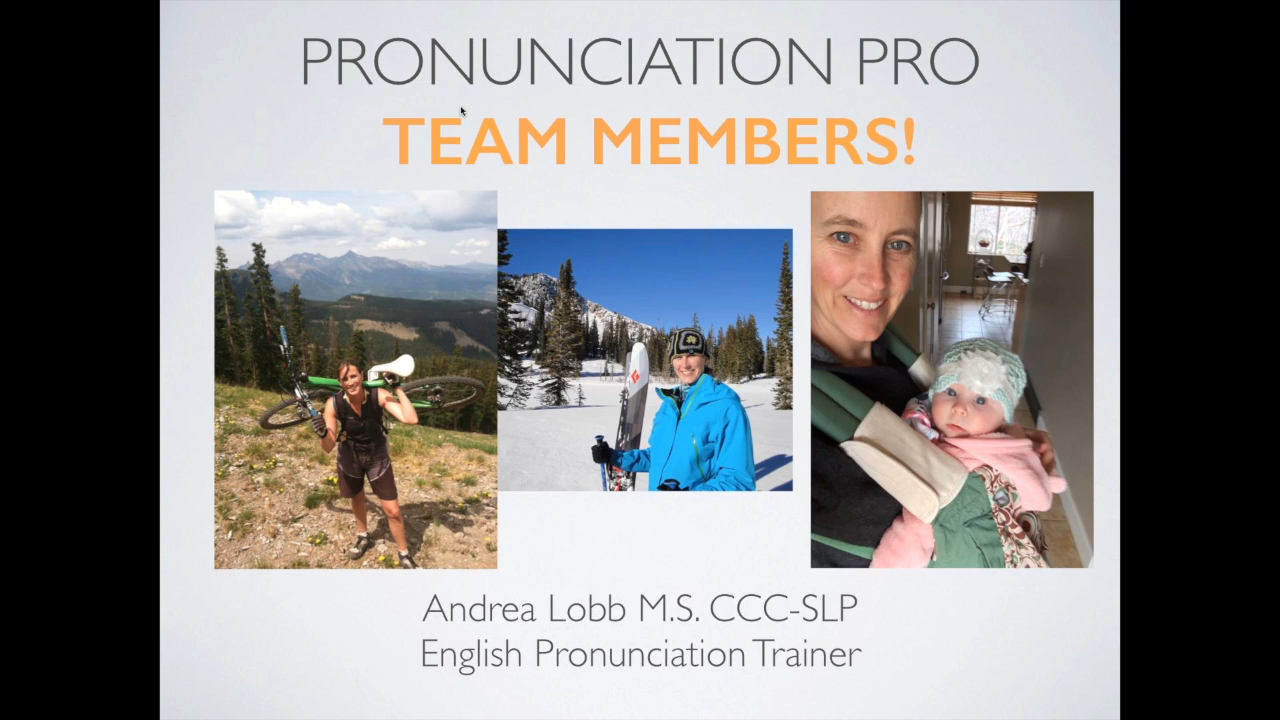 PRONUNCIATION PRO
TEAM MEMBERS!
Andrea Lobb M.S. CCC-SLP
English Pronunciation Trainer